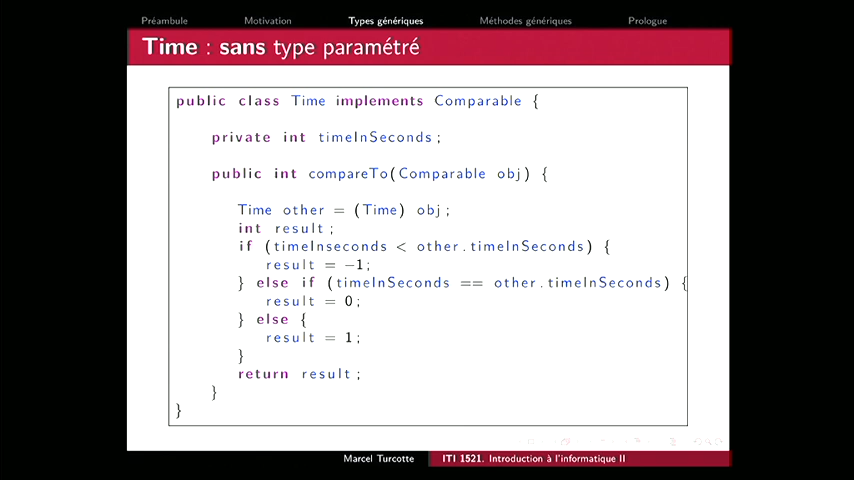 Préambule Motivation Types génériques Méthodes génériques Prologue
Time : sans type paramétré
public class Time implements Comparable {
private int timeInSeconds;
public int compareTo(Comparable obj) {
Time other = (Time) obj;
int result;
if (timeInseconds < other.timeInSeconds) {
result = -1;
} else if (timeInSeconds == other.timeInSeconds) {
result = 0;
} else {
result = 1;
}
return result;
}
}
Marcel Turcotte ITI 1521. Introduction à l'informatique II